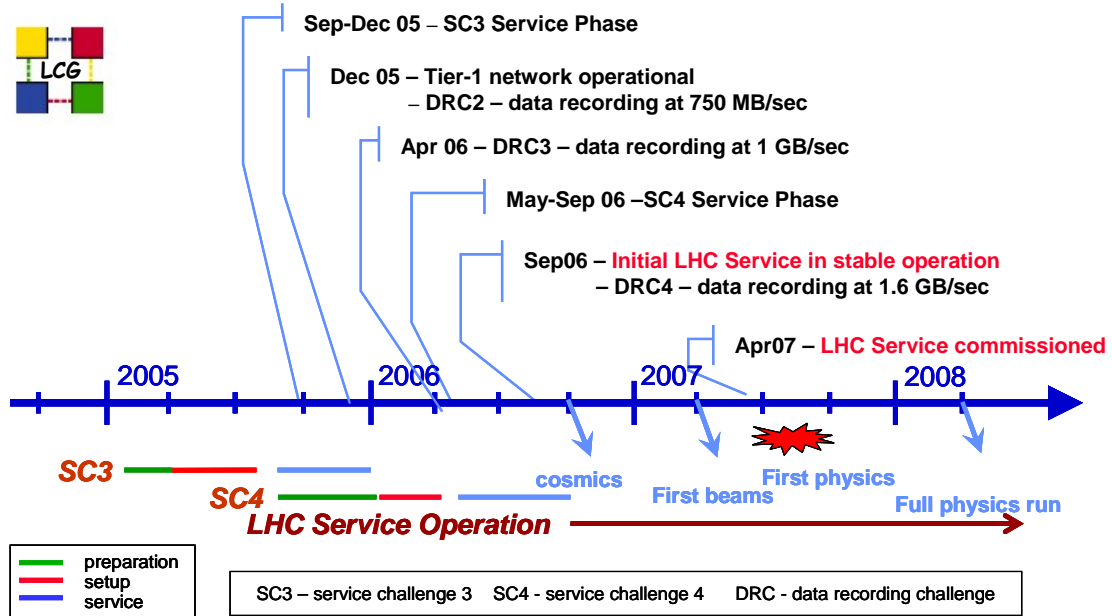 LCG
Sep-Dec 05 – SC3 Service Phase
Dec 05 – Tier-1 network operational
– DRC2 – data recording at 750 MB/sec
Apr 06 – DRC3 – data recording at 1 GB/sec
May-Sep 06 –SC4 Service Phase
Sep06 – Initial LHC Service in stable operation
– DRC4 – data recording at 1.6 GB/sec
Apr07 – LHC Service commissioned
2005 2006 2007 2008
SC3
SC4
LHC Service Operation
cosmics
First beams
First physics
Full physics run
preparation
setup
service
SC3 – service challenge 3 SC4 - service challenge 4 DRC - data recording challenge